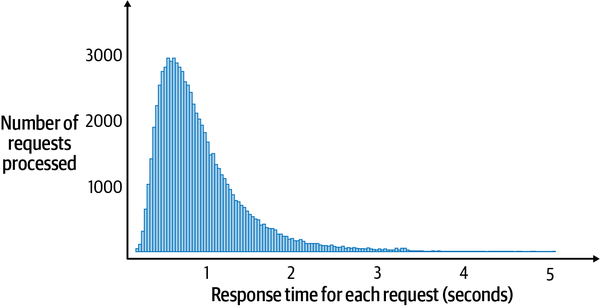 3000
2000
1000
Number of
requests
processed
1 2 3 4 5
Response time for each request (seconds)